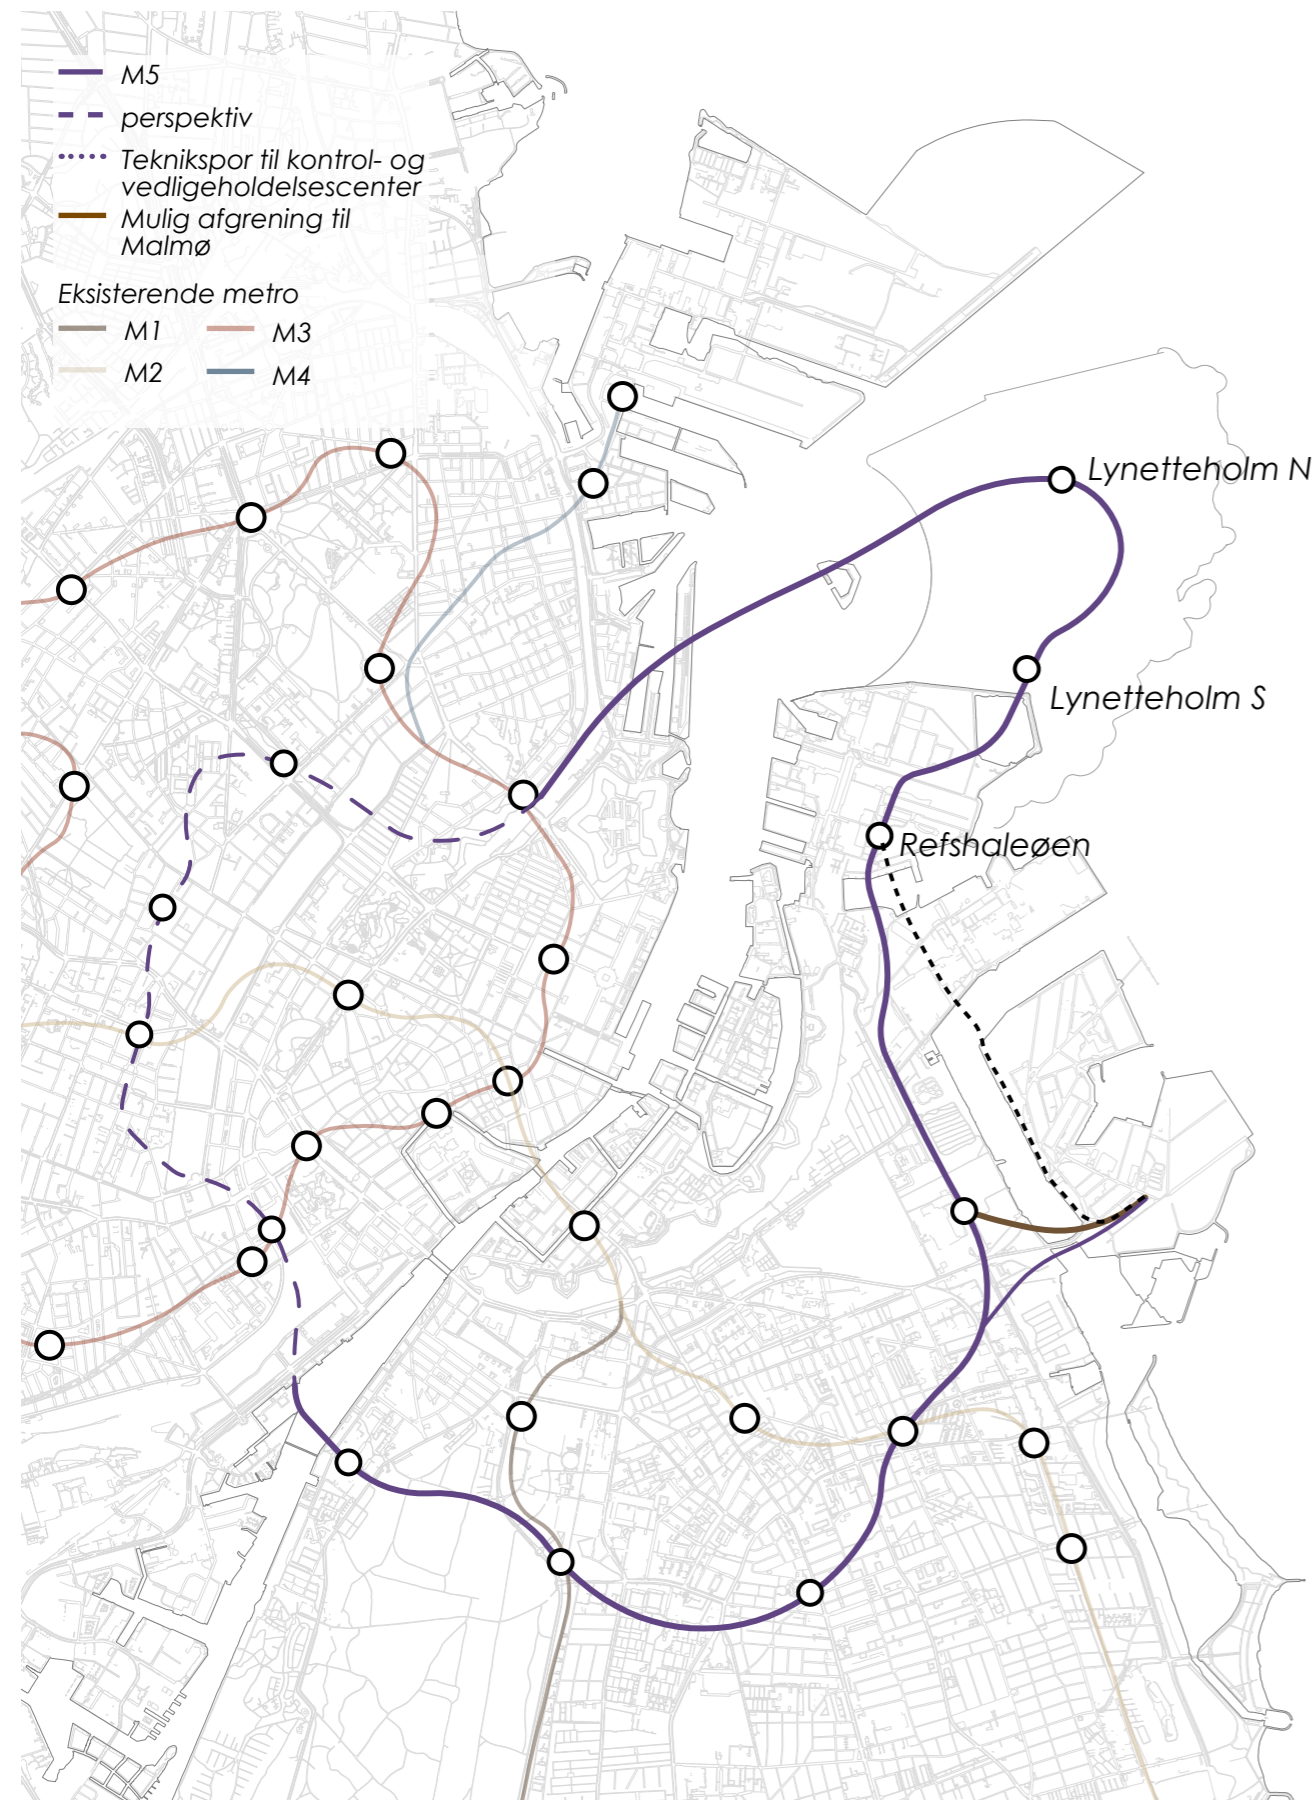 M5
perspektiv
Teknikspor til kontrol- og
vedligeholdelsescenter
Mulig afgrening til
Malmø
Eksisterende metro
M1 M3
M2 M4
Lynetteholm N
Lynetteholm S
Refshaleøen